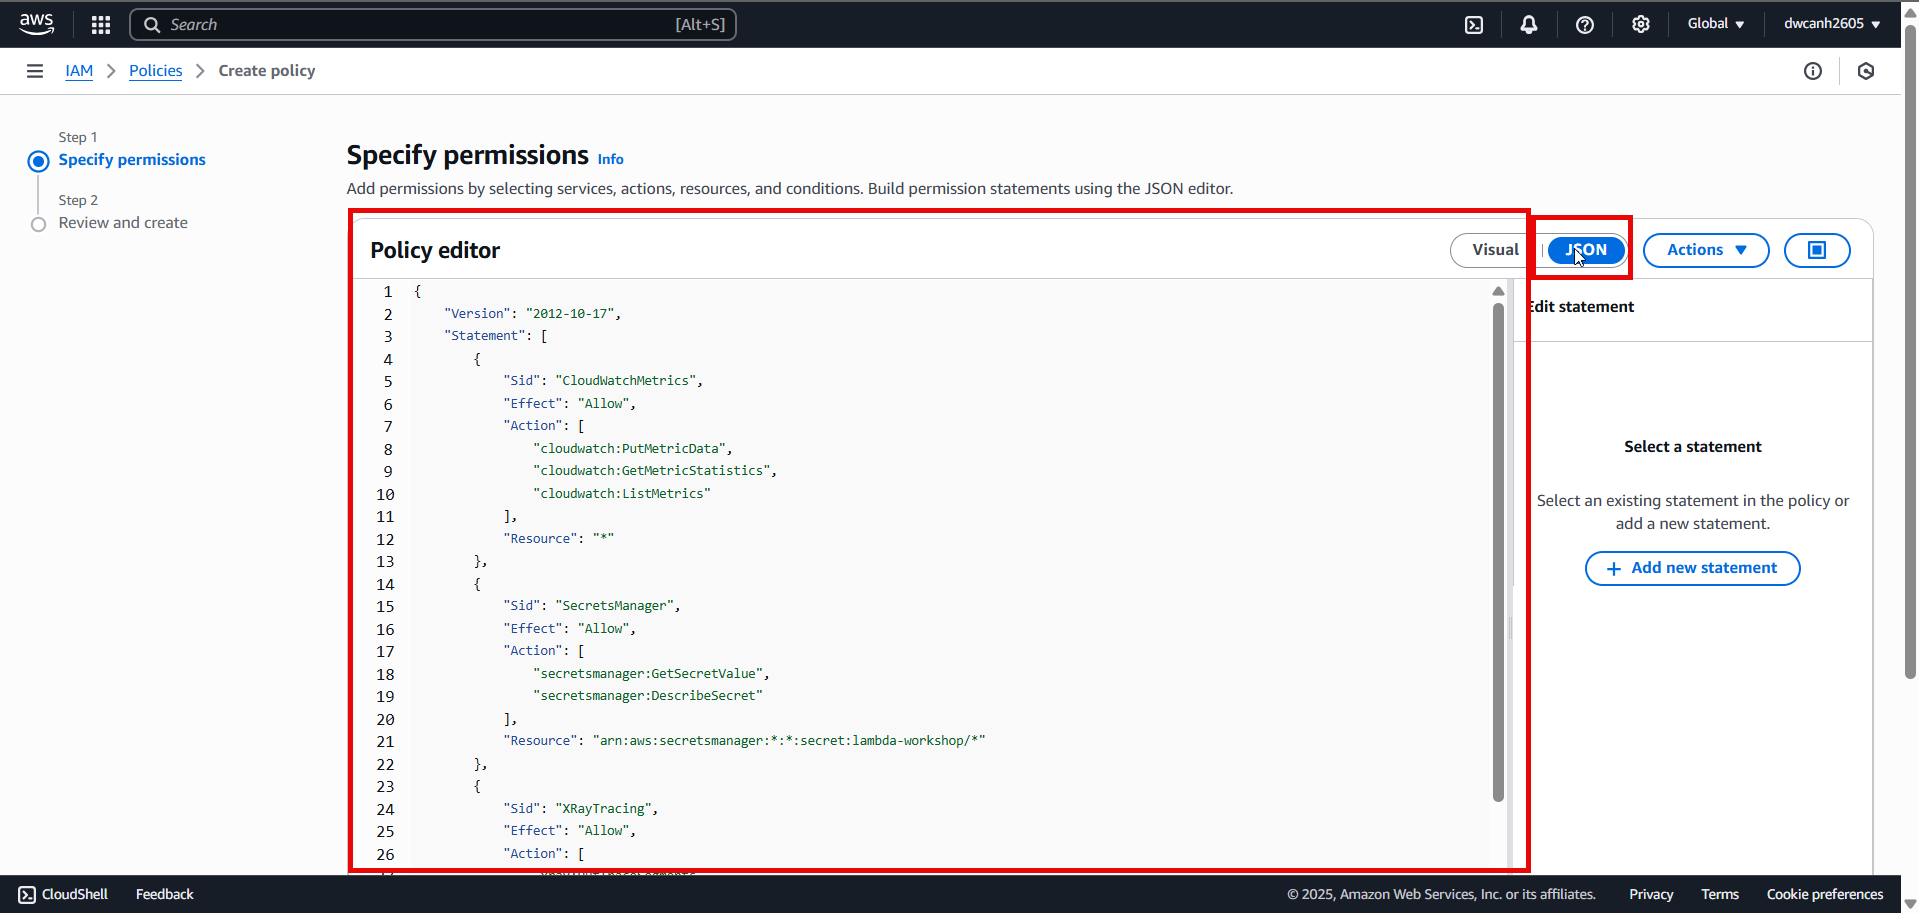 aws
Search
[Alt+S]
Global
dwcanh2605
IAM
Policies
Create policy
Step 1
Specify permissions
Step 2
Review and create
Specify permissions Info
Add permissions by selecting services, actions, resources, and conditions. Build permission statements using the JSON editor.
Policy editor
Visual
JSON
Actions
1 {
2 "Version": "2012-10-17",
3 "Statement": [
4 {
5 "Sid": "CloudWatchMetrics",
6 "Effect": "Allow",
7 "Action": [
8 "cloudwatch:PutMetricData",
9 "cloudwatch:GetMetricStatistics",
10 "cloudwatch:ListMetrics"
11 ],
12 "Resource": "*"
13 },
14 {
15 "Sid": "SecretsManager",
16 "Effect": "Allow",
17 "Action": [
18 "secretsmanager:GetSecretValue",
19 "secretsmanager:DescribeSecret"
20 ],
21 "Resource": "arn:aws:secretsmanager:*:*:secret:lambda-workshop/*"
22 },
23 {
24 "Sid": "XRayTracing",
25 "Effect": "Allow",
26 "Action": [
Edit statement
Select a statement
Select an existing statement in the policy or
add a new statement.
+ Add new statement
CloudShell
Feedback
© 2025, Amazon Web Services, Inc. or its affiliates.
Privacy
Terms
Cookie preferences